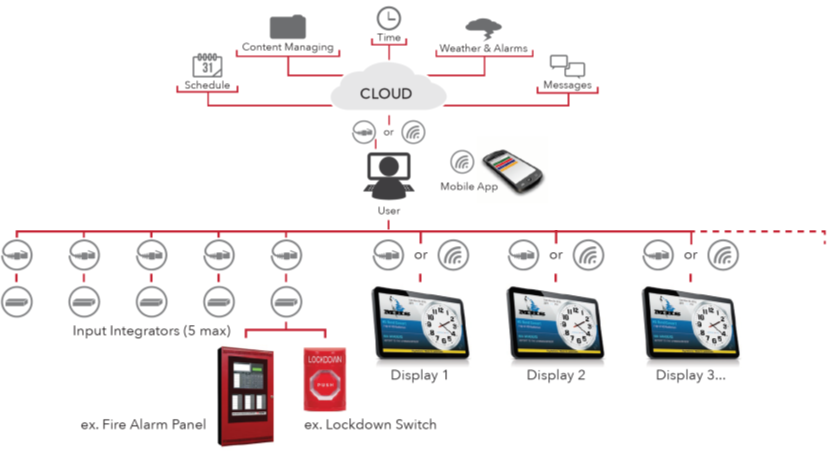 Time
Content Managing
Weather & Alarms
31
Schedule
Messages
CLOUD
or
Mobile App
User
or
or
or
Input Integrators (5 max)
LOCKDOWN
PUSH
Display 1
Display 2
Display 3...
ex. Fire Alarm Panel
ex. Lockdown Switch